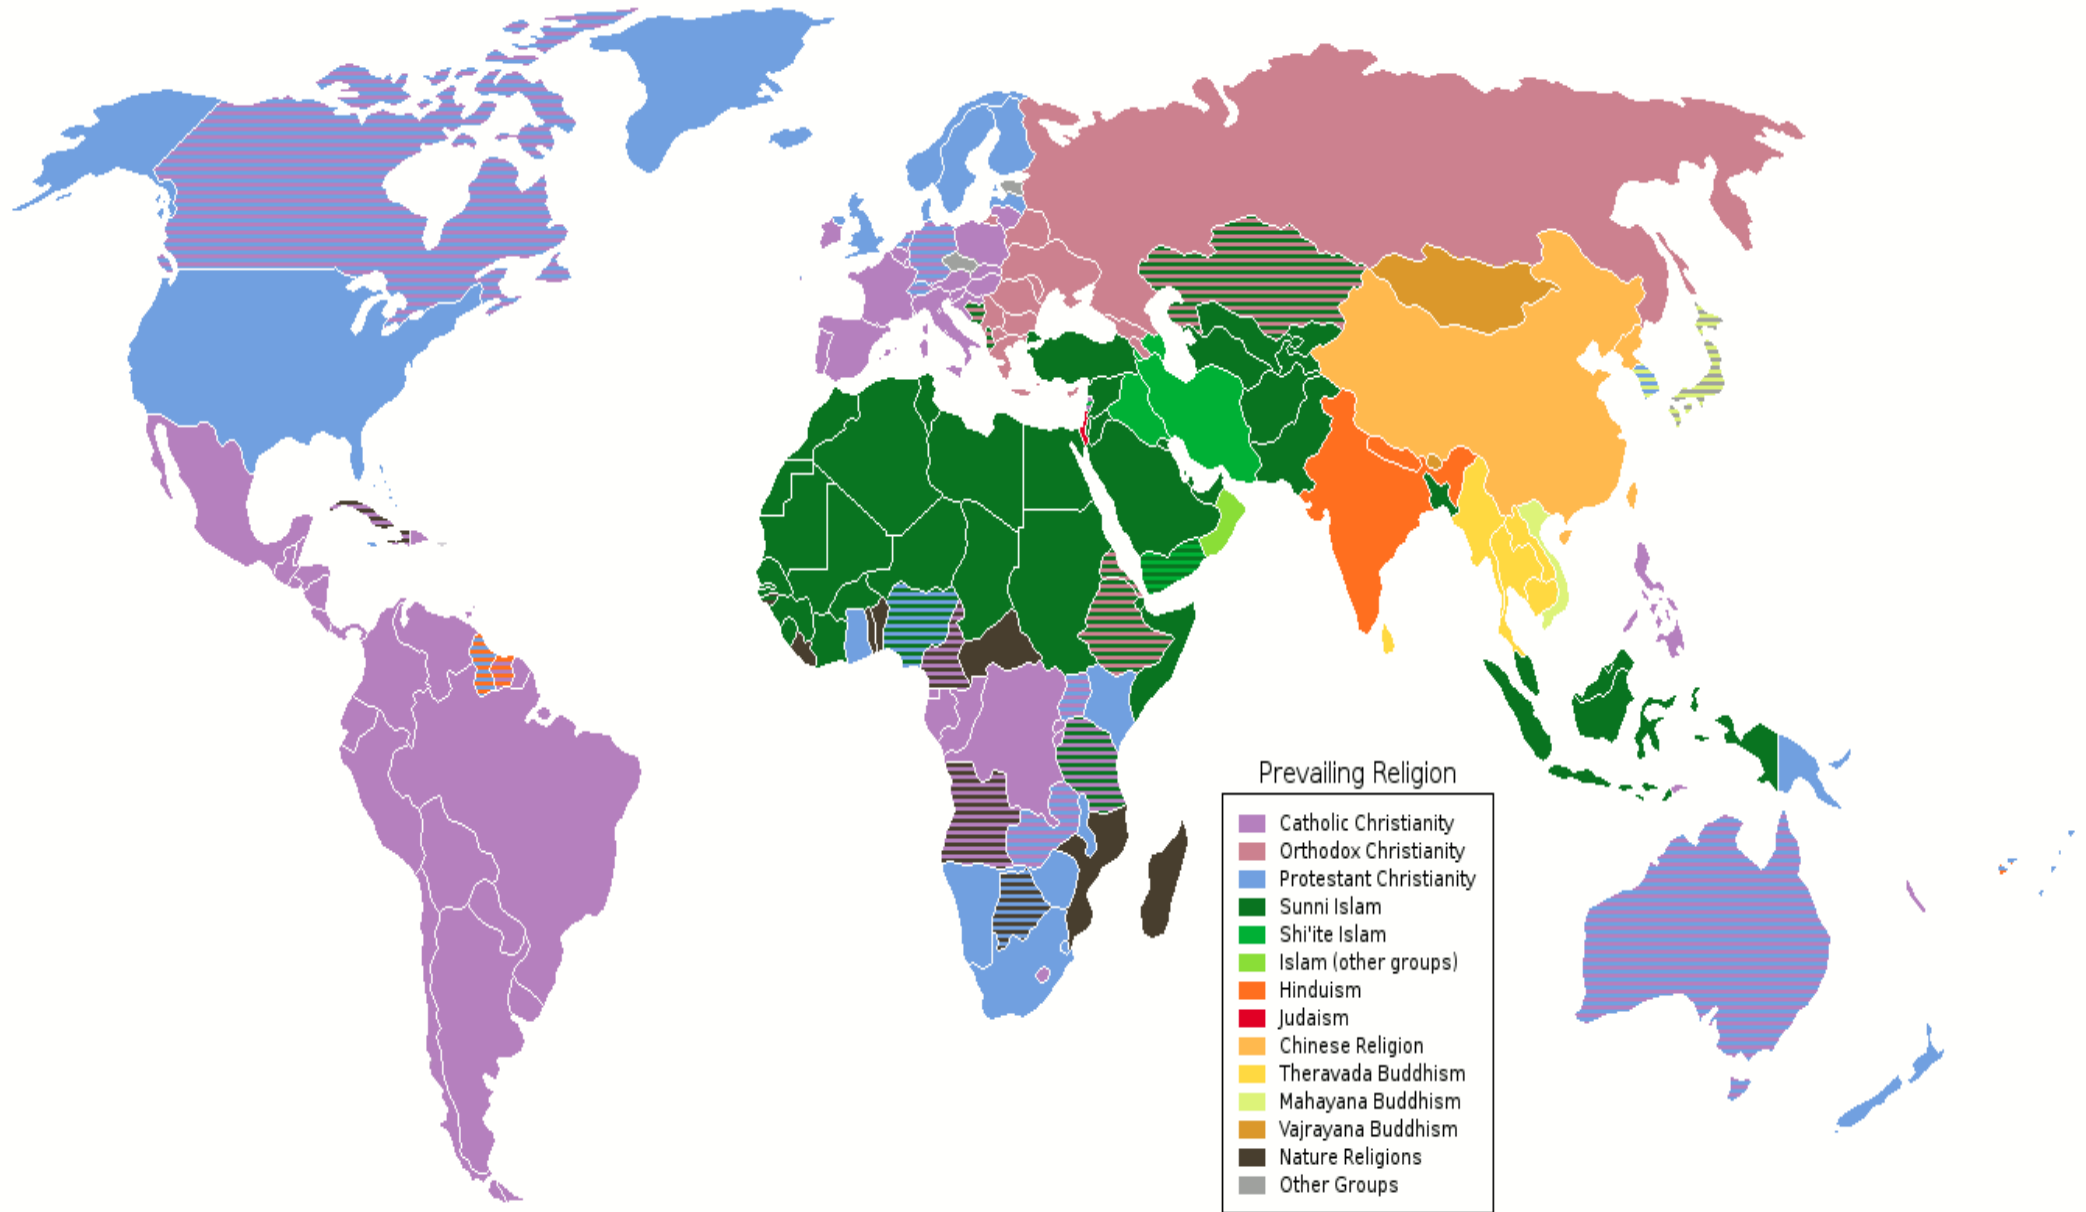 Prevailing Religion
Catholic Christianity
Orthodox Christianity
Protestant Christianity
Sunni Islam
Shi'ite Islam
Islam (other groups)
Hinduism
Judaism
Chinese Religion
Theravada Buddhism
Mahayana Buddhism
Vajrayana Buddhism
Nature Religions
Other Groups